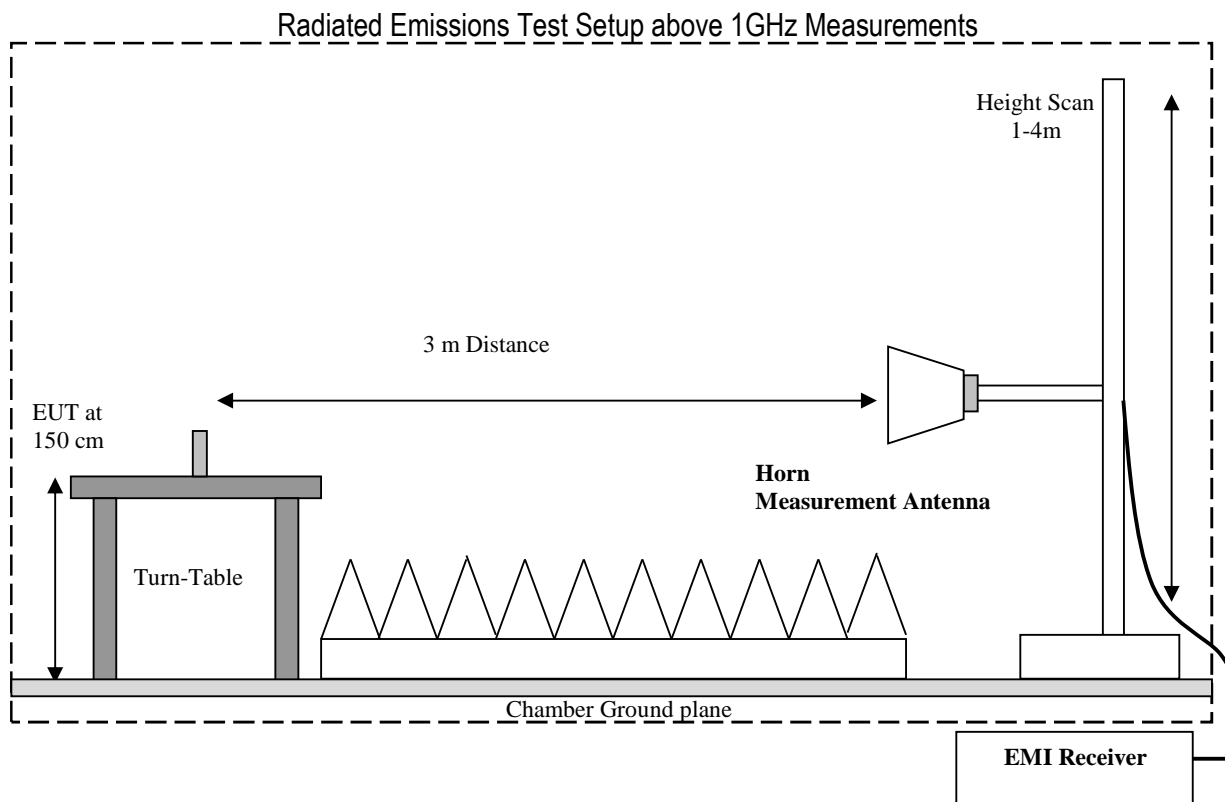 Radiated Emissions Test Setup above 1GHz Measurements
Height Scan
1-4m
3 m Distance
EUT at
150 cm
Horn
Measurement Antenna
Turn-Table
Chamber Ground plane
EMI Receiver